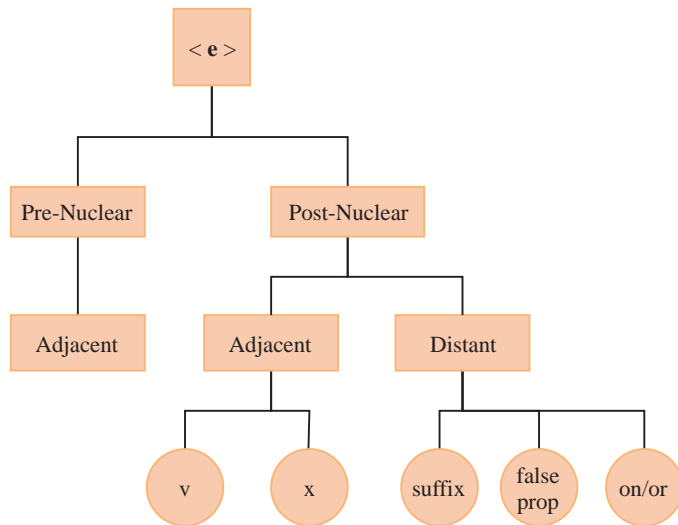 < e >
Pre-Nuclear
Post-Nuclear
Adjacent
Adjacent
Distant
v
x
suffix
false
prop
on/or